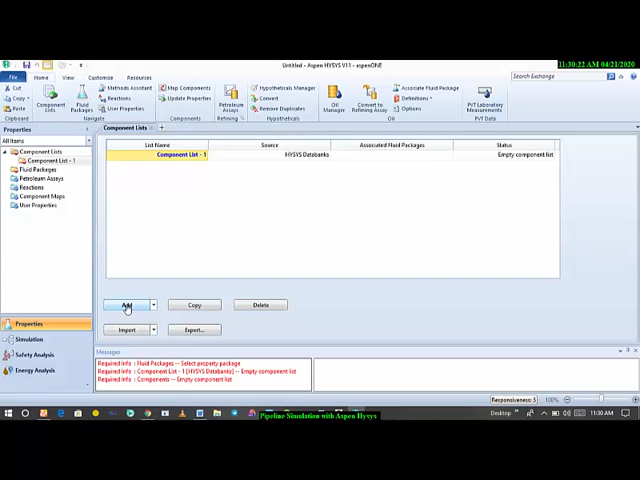 Untitled - Aspen HYSYS V11 - aspenONE
11:30:22 AM 04/21/2020
File Home View Customize Resources
Search Exchange
Cut
Copy
Paste
Clipboard
Component Lists
Fluid Packages
Methods Assistant
Reactions
User Properties
Navigate
Map Components
Update Properties
Components
Petroleum Assays
Refining
Hypotheticals Manager
Convert
Remove Duplicates
Hypotheticals
Oil Manager
Convert to Refining Assay
Associate Fluid Package
Definitions
Options
Oil
PVT Laboratory Measurements
PVT Data
Properties
All Items
Component Lists
Component List - 1
Fluid Packages
Petroleum Assays
Reactions
Component Maps
User Properties
Properties
Simulation
Safety Analysis
Energy Analysis
Component Lists
List Name Source Associated Fluid Packages Status
Component List - 1 HYSYS Databanks Empty component list
Add Copy Delete
Import Export...
Messages
Required Info : Fluid Packages -- Select property package
Required Info : Component List - 1 [HYSYS Databanks] -- Empty component list
Required Info : Components -- Empty component list
Responsiveness: 5 100%
Pipeline Simulation with Aspen Hysys
Desktop
11:30 AM